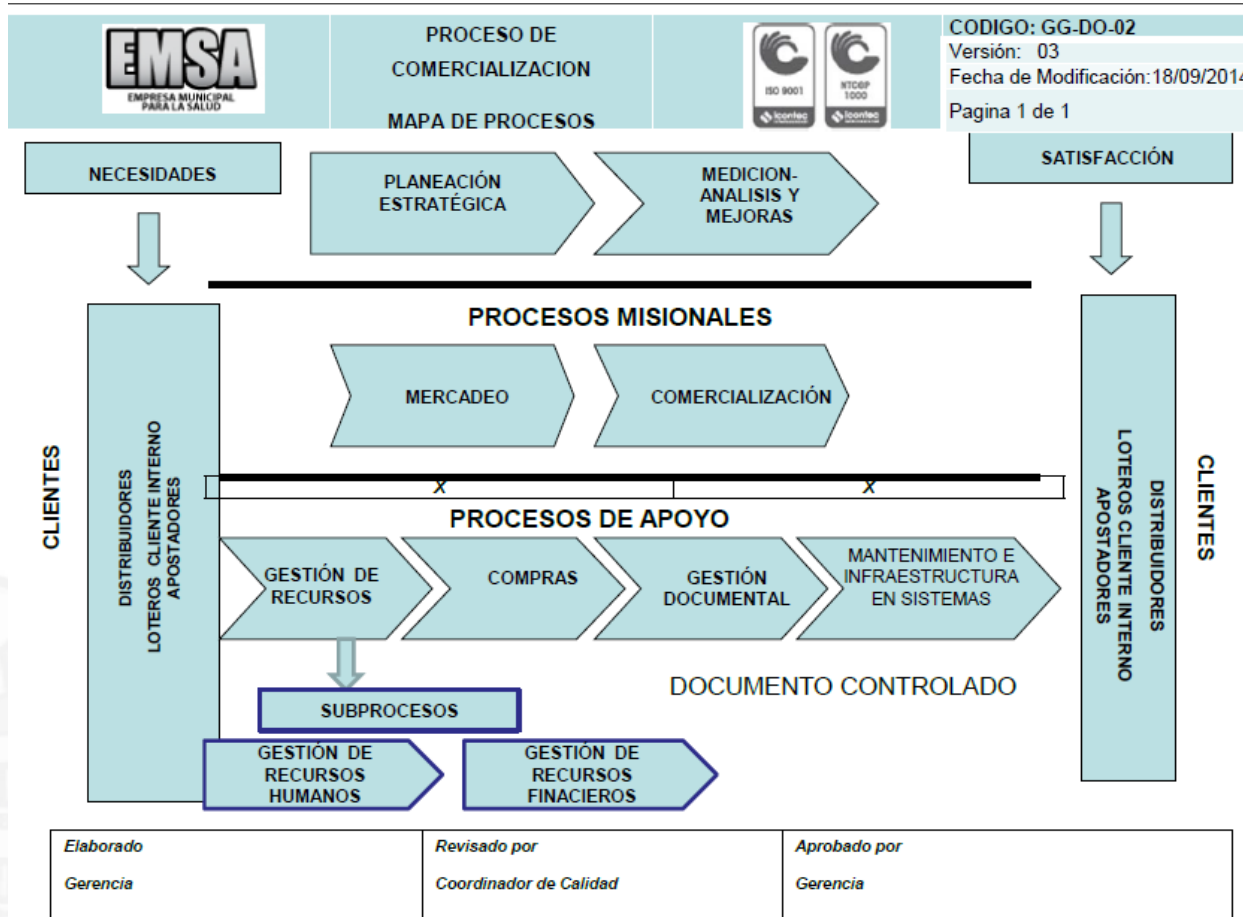 EMSA
EMPRESA MUNICIPAL
PARA LA SALUD
PROCESO DE
COMERCIALIZACION
MAPA DE PROCESOS
ISO 9001
icontec
NTCGP
1000
icontec
CODIGO: GG-DO-02
Versión: 03
Fecha de Modificación:18/09/2014
Pagina 1 de 1
NECESIDADES
PLANEACIÓN
ESTRATÉGICA
MEDICION-
ANALISIS Y
MEJORAS
SATISFACCIÓN
PROCESOS MISIONALES
MERCADEO
COMERCIALIZACIÓN
CLIENTES
DISTRIBUIDORES
LOTEROS CLIENTE INTERNO
APOSTADORES
X
X
PROCESOS DE APOYO
GESTIÓN DE
RECURSOS
COMPRAS
GESTIÓN
DOCUMENTAL
MANTENIMIENTO E
INFRAESTRUCTURA
EN SISTEMAS
DISTRIBUIDORES
LOTEROS CLIENTE INTERNO
APOSTADORES
CLIENTES
SUBPROCESOS
DOCUMENTO CONTROLADO
GESTIÓN DE
RECURSOS
HUMANOS
GESTIÓN DE
RECURSOS
FINACIEROS
Elaborado
Gerencia
Revisado por
Coordinador de Calidad
Aprobado por
Gerencia